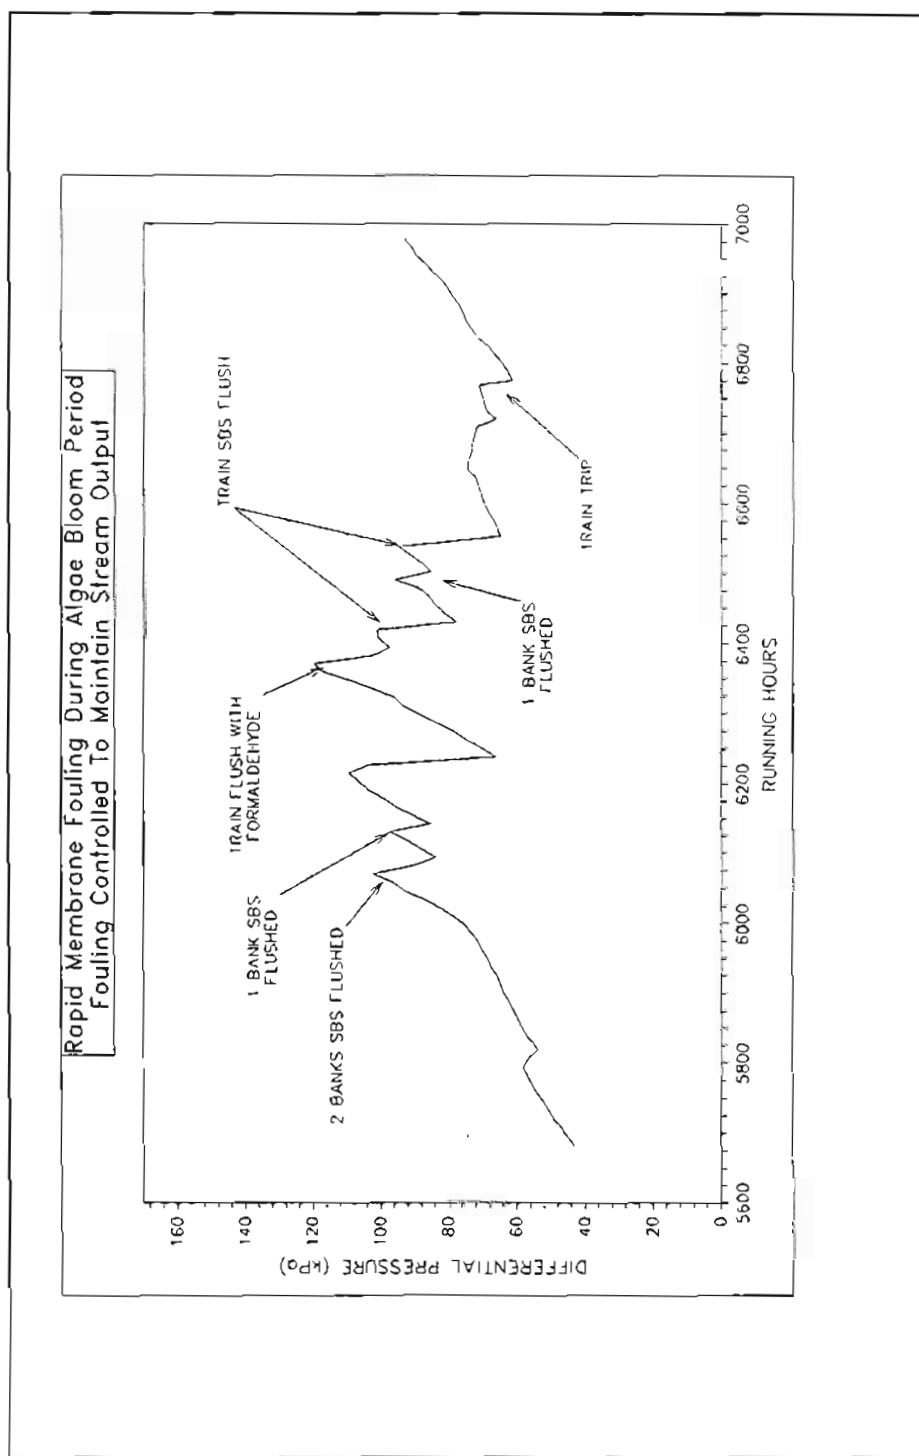 Rapid Membrane Fouling During Algae Bloom Period
Fouling Controlled To Maintain Stream Output
DIFFERENTIAL PRESSURE (kPa)
160
140
120
100
80
60
40
20
0
2 BANKS SBS FLUSHED
1 BANK SBS
FLUSHED
TRAIN FLUSH WITH
FORMALDEHYDE
TRAIN SBS FLUSH
1 BANK SBS
FLUSHED
TRAIN TRIP
5600
5800
6000
6200
6400
6600
6800
7000
RUNNING HOURS